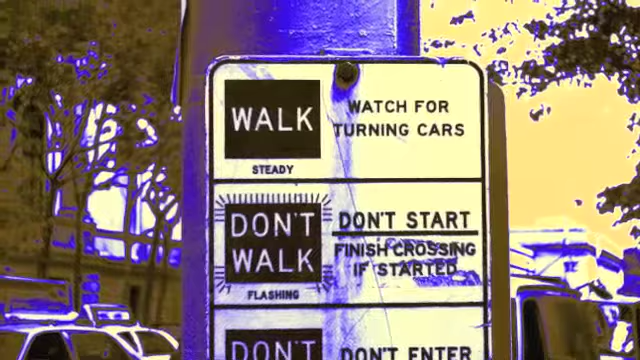 WALK
WATCH FOR
TURNING CARS
STEADY
DON'T
WALK
DON'T START
FINISH CROSSING
IF STARTED
FLASHING
DON'T
DON'T ENTER